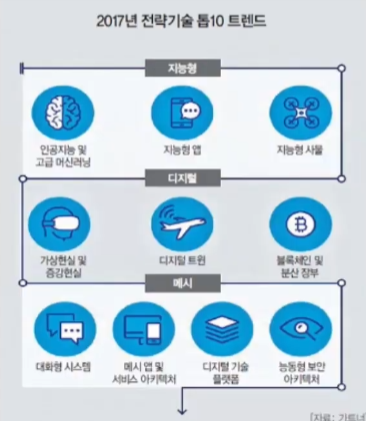 2017년 전략기술 톱10 트렌드
지능형
인공지능 및
고급 머신러닝
지능형 앱
지능형 사물
디지털
가상현실 및
증강현실
디지털 트윈
블록체인 및
분산 장부
메시
대화형 시스템
메시 앱 및
서비스 아키텍처
디지털 기술
플랫폼
능동형 보안
아키텍처
[자료: 가트너]